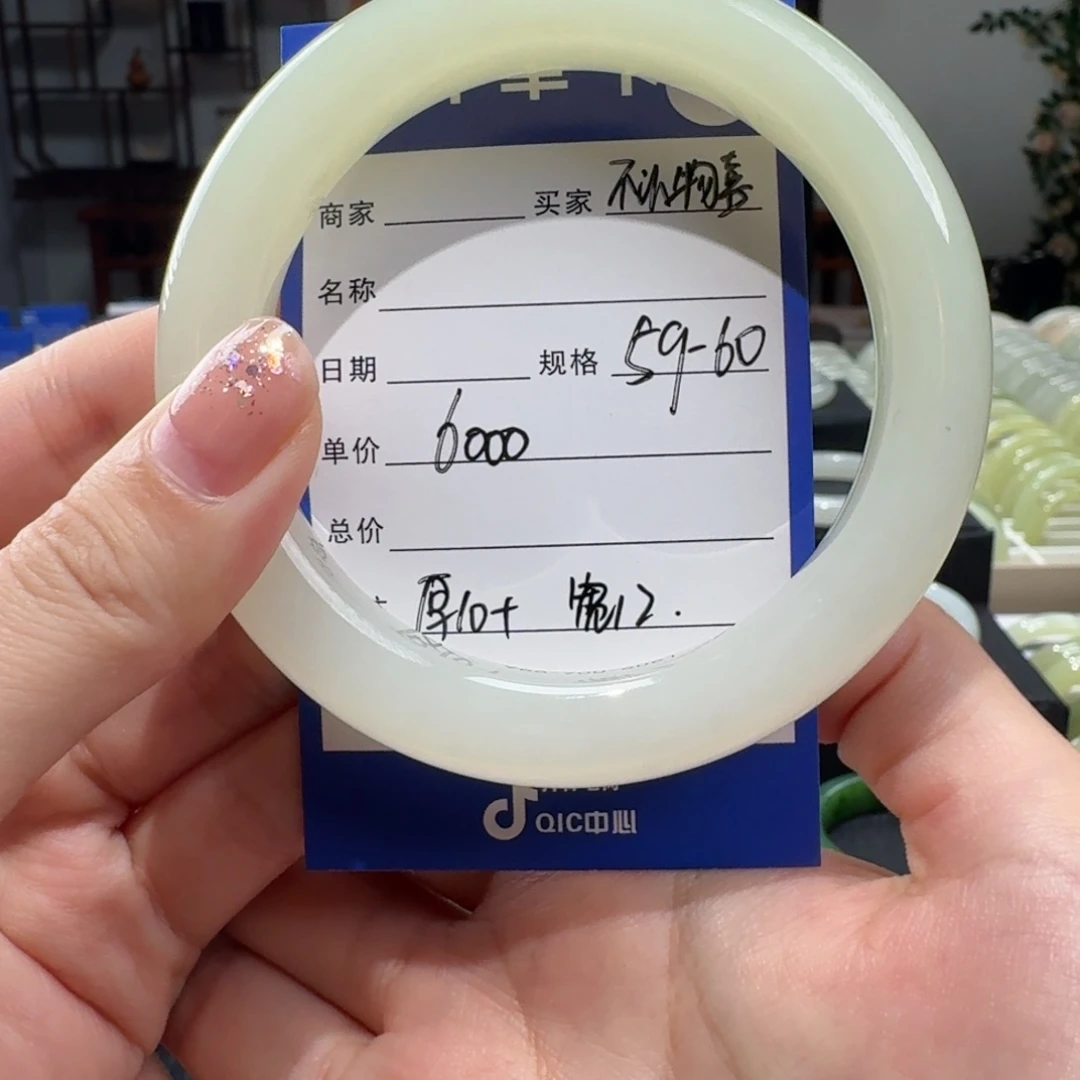 商家 买家
名称
日期 规格 59-60
单价 6000
总价
厚10+ 宽12.
QIC中心